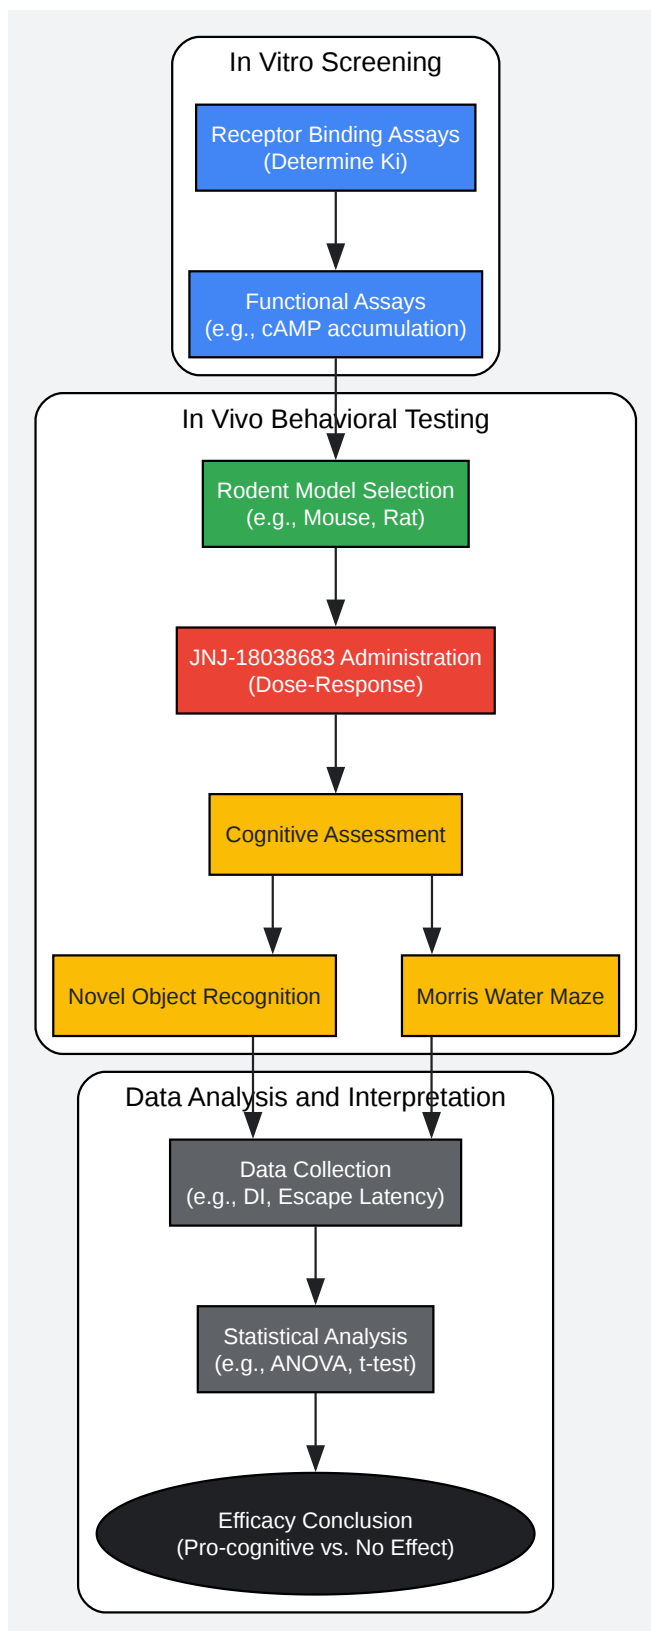 In Vitro Screening
Receptor Binding Assays
(Determine Ki)
Functional Assays
(e.g., cAMP accumulation)
In Vivo Behavioral Testing
Rodent Model Selection
(e.g., Mouse, Rat)
JNJ-18038683 Administration
(Dose-Response)
Cognitive Assessment
Novel Object Recognition
Morris Water Maze
Data Analysis and Interpretation
Data Collection
(e.g., DI, Escape Latency)
Statistical Analysis
(e.g., ANOVA, t-test)
Efficacy Conclusion
(Pro-cognitive vs. No Effect)